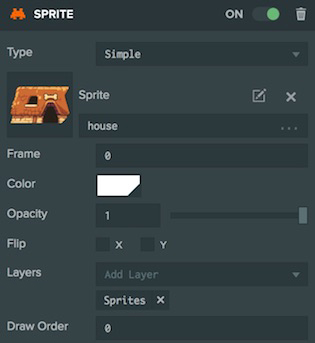 SPRITE ON
Type Simple
Sprite
house ...
Frame 0
Color
Opacity 1
Flip X Y
Layers Add Layer
Sprites ×
Draw Order 0